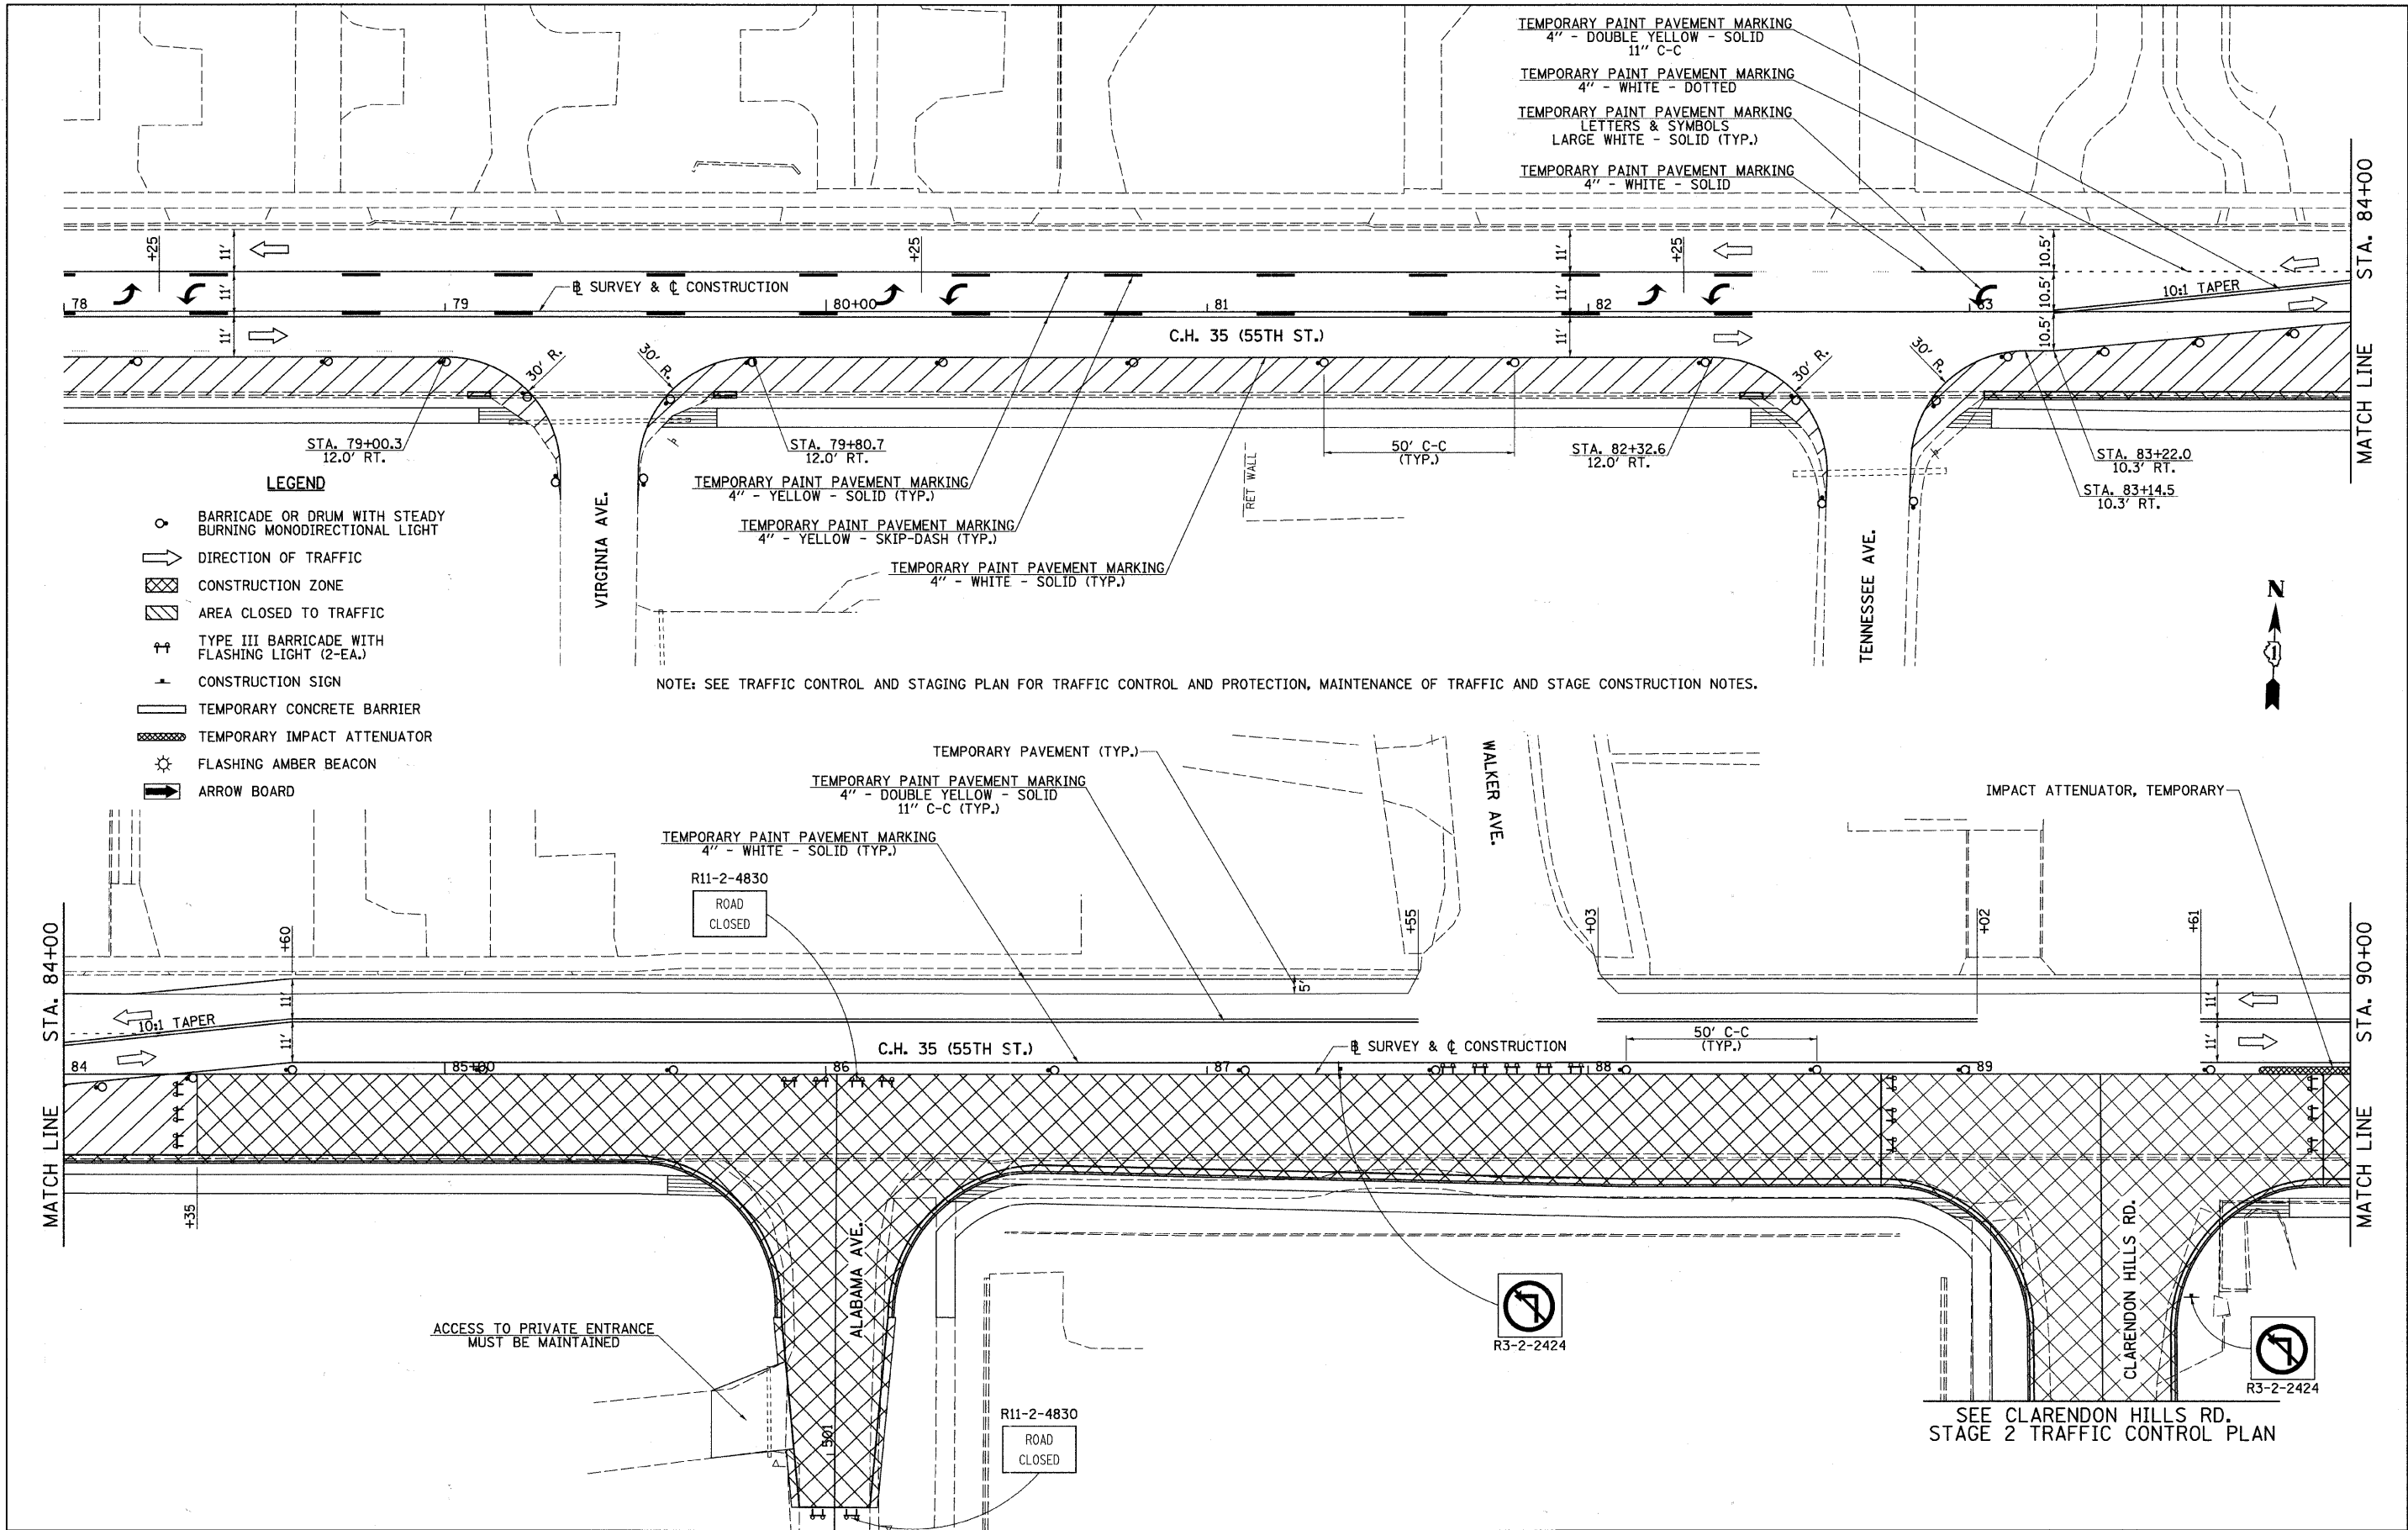 TEMPORARY PAINT PAVEMENT MARKING
4" - DOUBLE YELLOW - SOLID
11" C-C
TEMPORARY PAINT PAVEMENT MARKING
4" - WHITE - DOTTED
TEMPORARY PAINT PAVEMENT MARKING
LETTERS & SYMBOLS
LARGE WHITE - SOLID (TYP.)
TEMPORARY PAINT PAVEMENT MARKING
4" - WHITE - SOLID
STA. 84+00
MATCH LINE
+25
+25
+25
11'
11'
11'
11'
11'
11'
10.5'
10.5'
10.5'
10:1 TAPER
78
79
80+00
81
82
83
℄ SURVEY & ℄ CONSTRUCTION
C.H. 35 (55TH ST.)
30' R.
30' R.
30' R.
30' R.
STA. 79+00.3
12.0' RT.
STA. 79+80.7
12.0' RT.
50' C-C
(TYP.)
STA. 82+32.6
12.0' RT.
STA. 83+22.0
10.3' RT.
STA. 83+14.5
10.3' RT.
RET WALL
TEMPORARY PAINT PAVEMENT MARKING
4" - YELLOW - SOLID (TYP.)
TEMPORARY PAINT PAVEMENT MARKING
4" - YELLOW - SKIP-DASH (TYP.)
TEMPORARY PAINT PAVEMENT MARKING
4" - WHITE - SOLID (TYP.)
VIRGINIA AVE.
TENNESSEE AVE.
N
1
LEGEND
BARRICADE OR DRUM WITH STEADY
BURNING MONODIRECTIONAL LIGHT
DIRECTION OF TRAFFIC
CONSTRUCTION ZONE
AREA CLOSED TO TRAFFIC
TYPE III BARRICADE WITH
FLASHING LIGHT (2-EA.)
CONSTRUCTION SIGN
TEMPORARY CONCRETE BARRIER
TEMPORARY IMPACT ATTENUATOR
FLASHING AMBER BEACON
ARROW BOARD
NOTE: SEE TRAFFIC CONTROL AND STAGING PLAN FOR TRAFFIC CONTROL AND PROTECTION, MAINTENANCE OF TRAFFIC AND STAGE CONSTRUCTION NOTES.
TEMPORARY PAVEMENT (TYP.)
TEMPORARY PAINT PAVEMENT MARKING
4" - DOUBLE YELLOW - SOLID
11" C-C (TYP.)
TEMPORARY PAINT PAVEMENT MARKING
4" - WHITE - SOLID (TYP.)
R11-2-4830
ROAD
CLOSED
WALKER AVE.
IMPACT ATTENUATOR, TEMPORARY
STA. 84+00
MATCH LINE
+60
+55
+03
+02
+61
STA. 90+00
MATCH LINE
11'
11'
5'
11'
11'
10:1 TAPER
C.H. 35 (55TH ST.)
℄ SURVEY & ℄ CONSTRUCTION
50' C-C
(TYP.)
84
85+00
86
87
88
89
+35
ALABAMA AVE.
501
CLARENDON HILLS RD.
ACCESS TO PRIVATE ENTRANCE
MUST BE MAINTAINED
R3-2-2424
R3-2-2424
R11-2-4830
ROAD
CLOSED
SEE CLARENDON HILLS RD.
STAGE 2 TRAFFIC CONTROL PLAN